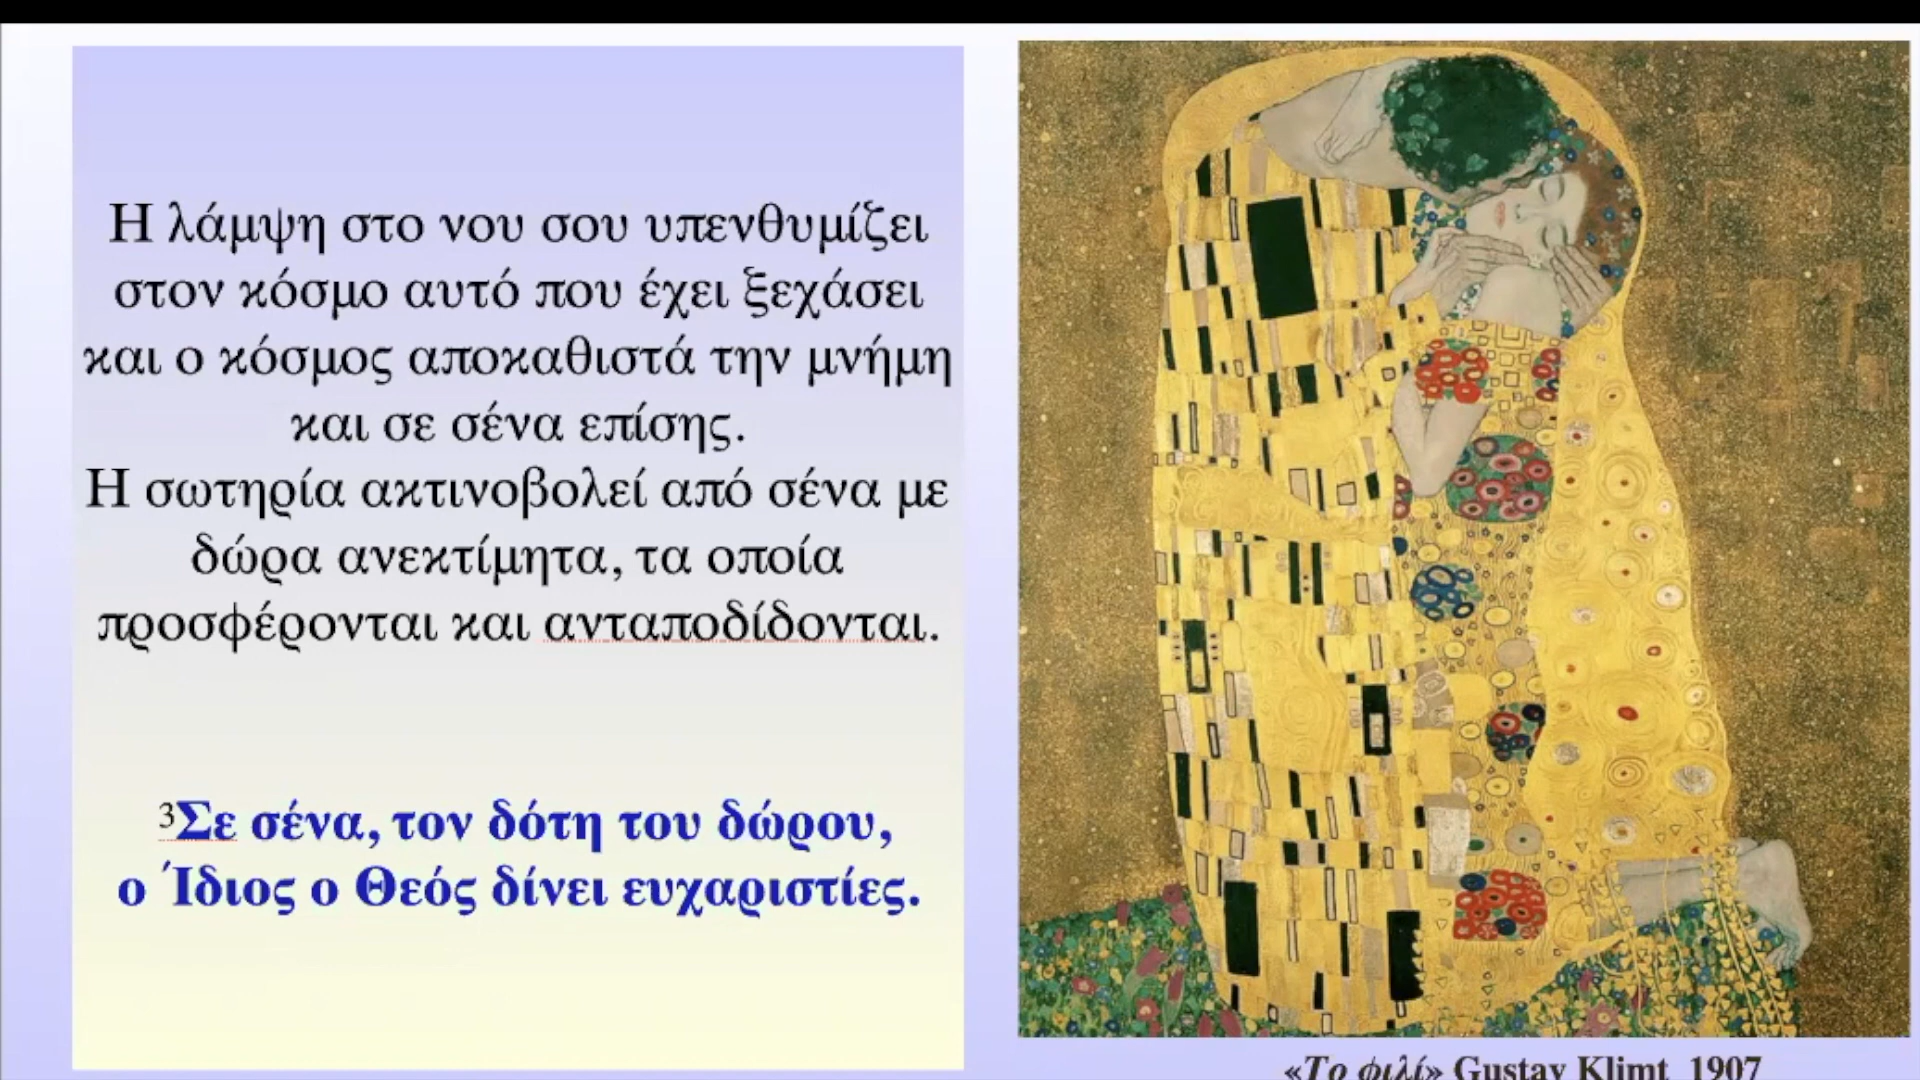 Η λάμψη στο νου σου υπενθυμίζει
στον κόσμο αυτό που έχει ξεχάσει
και ο κόσμος αποκαθιστά την μνήμη
και σε σένα επίσης.
Η σωτηρία ακτινοβολεί από σένα με
δώρα ανεκτίμητα, τα οποία
προσφέρονται και ανταποδίδονται.
³Σε σένα, τον δότη του δώρου,
ο Ίδιος ο Θεός δίνει ευχαριστίες.
«Το φιλί» Gustav Klimt 1907